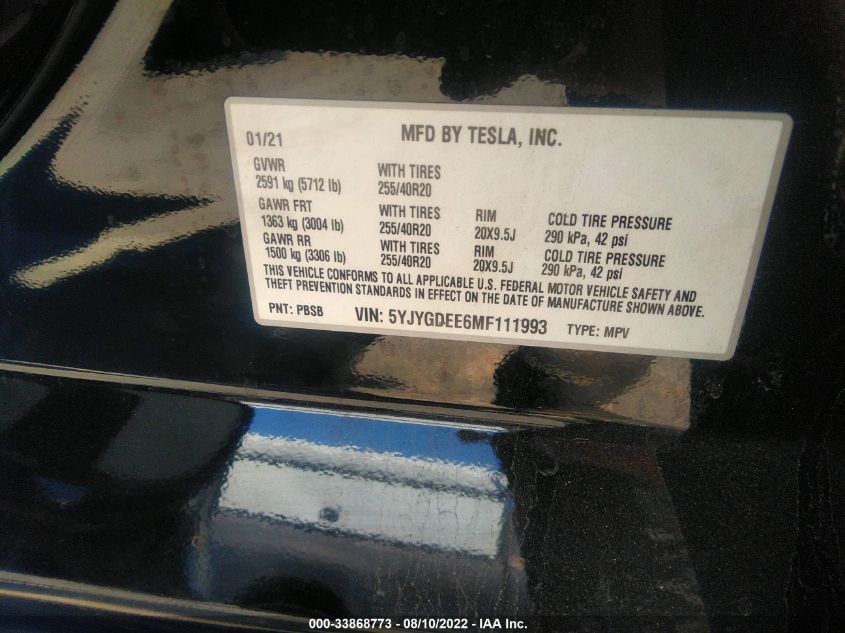 01/21 MFD BY TESLA, INC.
GVWR WITH TIRES
2591 kg (5712 lb) 255/40R20
GAWR FRT WITH TIRES RIM COLD TIRE PRESSURE
1363 kg (3004 lb) 255/40R20 20X9.5J 290 kPa, 42 psi
GAWR RR WITH TIRES RIM COLD TIRE PRESSURE
1500 kg (3306 lb) 255/40R20 20X9.5J 290 kPa, 42 psi
THIS VEHICLE CONFORMS TO ALL APPLICABLE U.S. FEDERAL MOTOR VEHICLE SAFETY AND
THEFT PREVENTION STANDARDS IN EFFECT ON THE DATE OF MANUFACTURE SHOWN ABOVE.
PNT: PBSB VIN: 5YJYGDEE6MF111993 TYPE: MPV
000-33868773 - 08/10/2022 - IAAI.com